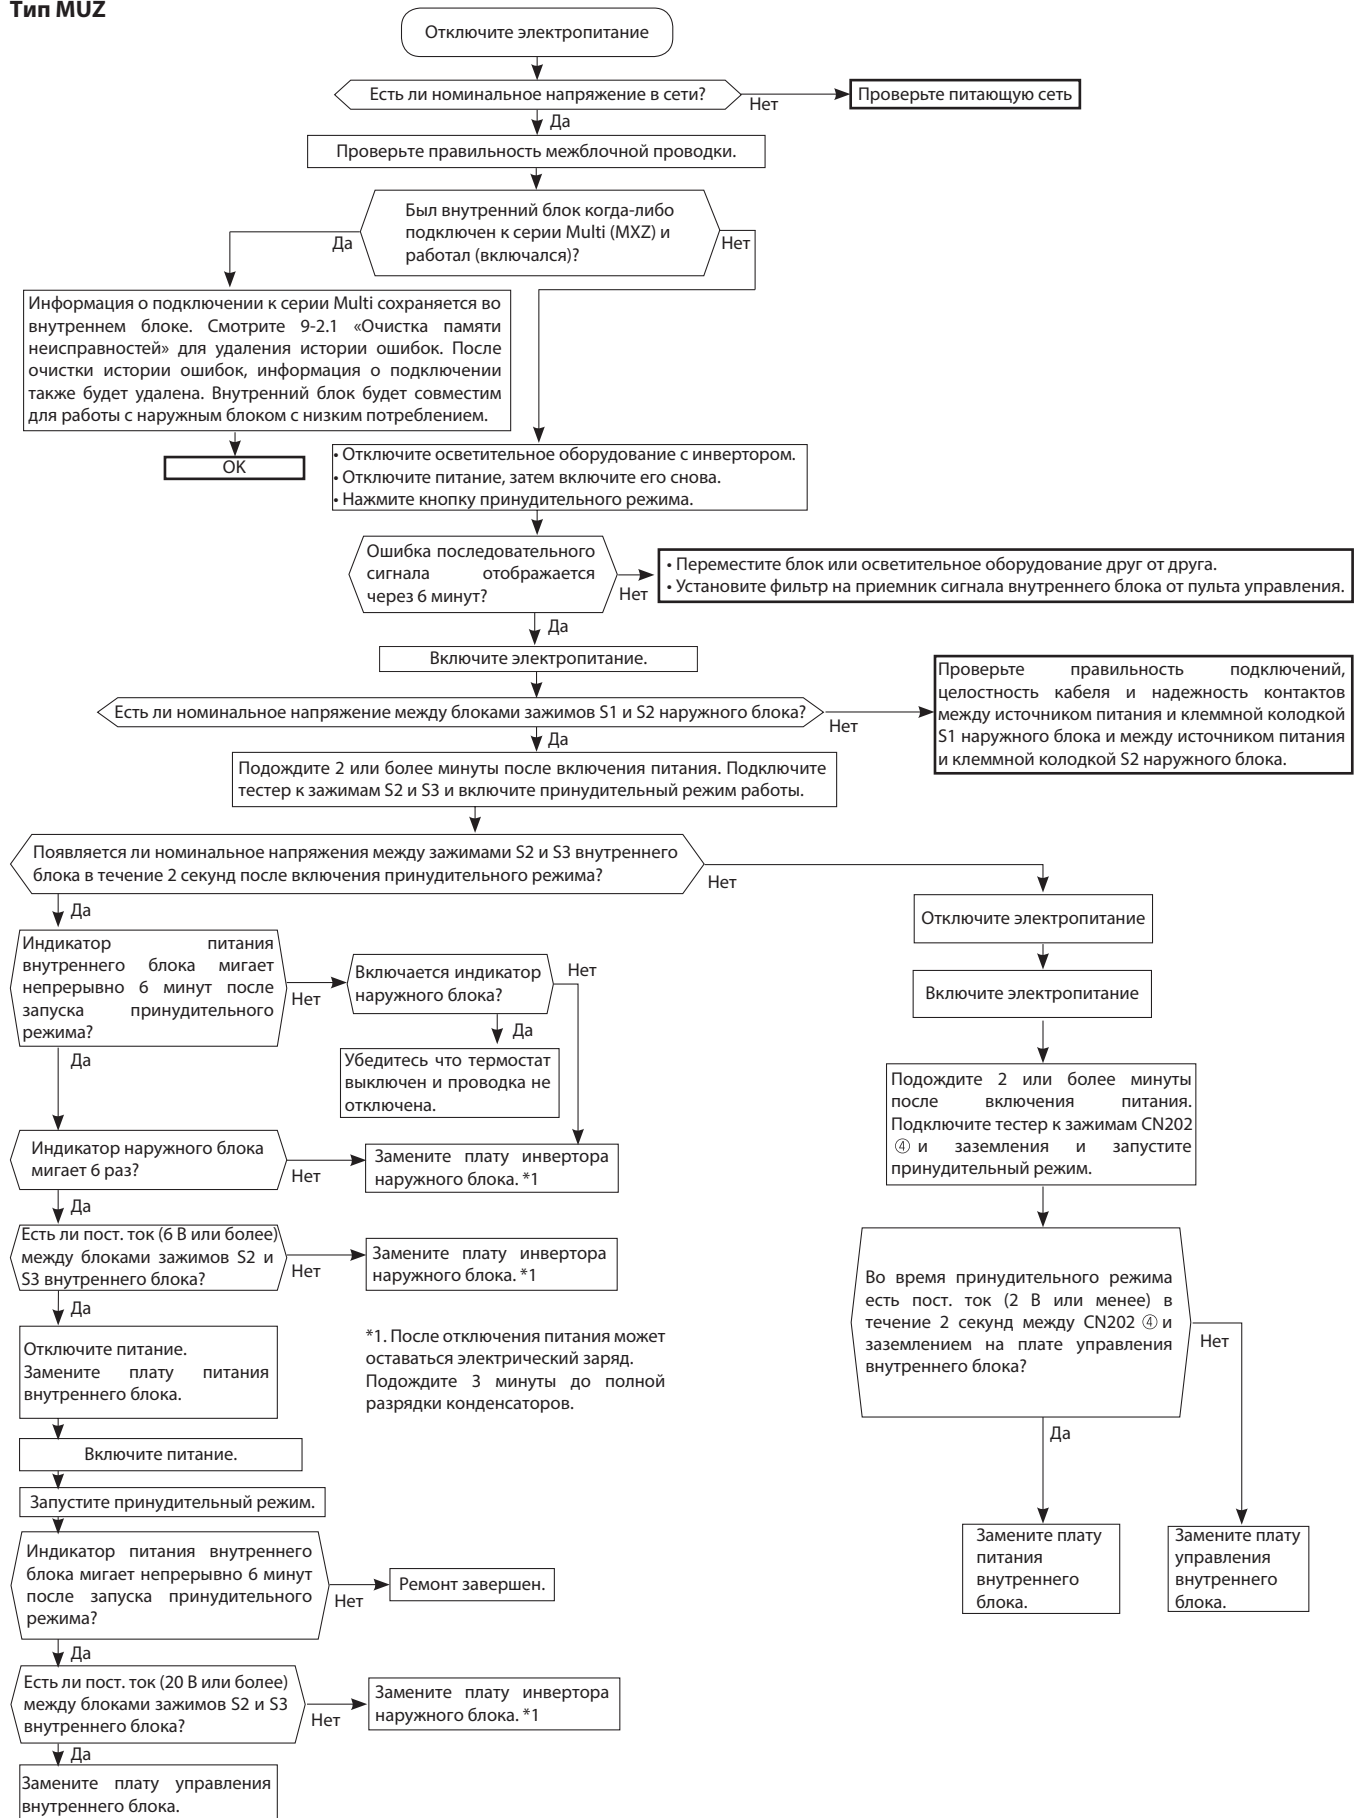 Тип MUZ
Отключите электропитание
Есть ли номинальное напряжение в сети?
Нет
Проверьте питающую сеть
Да
Проверьте правильность межблочной проводки.
Был внутренний блок когда-либо
подключен к серии Multi (MXZ) и
работал (включался)?
Да
Нет
Информация о подключении к серии Multi сохраняется во
внутреннем блоке. Смотрите 9-2.1 «Очистка памяти
неисправностей» для удаления истории ошибок. После
очистки истории ошибок, информация о подключении
также будет удалена. Внутренний блок будет совместим
для работы с наружным блоком с низким потреблением.
OK
• Отключите осветительное оборудование с инвертором.
• Отключите питание, затем включите его снова.
• Нажмите кнопку принудительного режима.
Ошибка последовательного
сигнала отображается
через 6 минут?
Нет
• Переместите блок или осветительное оборудование друг от друга.
• Установите фильтр на приемник сигнала внутреннего блока от пульта управления.
Да
Включите электропитание.
Есть ли номинальное напряжение между блоками зажимов S1 и S2 наружного блока?
Нет
Проверьте правильность подключений,
целостность кабеля и надежность контактов
между источником питания и клеммной колодкой
S1 наружного блока и между источником питания
и клеммной колодкой S2 наружного блока.
Да
Подождите 2 или более минуты после включения питания. Подключите
тестер к зажимам S2 и S3 и включите принудительный режим работы.
Появляется ли номинальное напряжения между зажимами S2 и S3 внутреннего
блока в течение 2 секунд после включения принудительного режима?
Нет
Да
Индикатор питания
внутреннего блока мигает
непрерывно 6 минут после
запуска принудительного
режима?
Нет
Включается индикатор
наружного блока?
Нет
Да
Убедитесь что термостат
выключен и проводка не
отключена.
Да
Индикатор наружного блока
мигает 6 раз?
Нет
Замените плату инвертора
наружного блока. *1
Да
Есть ли пост. ток (6 В или более)
между блоками зажимов S2 и
S3 внутреннего блока?
Нет
Замените плату инвертора
наружного блока. *1
Да
Отключите питание.
Замените плату питания
внутреннего блока.
*1. После отключения питания может
оставаться электрический заряд.
Подождите 3 минуты до полной
разрядки конденсаторов.
Включите питание.
Запустите принудительный режим.
Индикатор питания внутреннего
блока мигает непрерывно 6 минут
после запуска принудительного
режима?
Нет
Ремонт завершен.
Да
Есть ли пост. ток (20 В или более)
между блоками зажимов S2 и S3
внутреннего блока?
Нет
Замените плату инвертора
наружного блока. *1
Да
Замените плату управления
внутреннего блока.
Отключите электропитание
Включите электропитание
Подождите 2 или более минуты
после включения питания.
Подключите тестер к зажимам CN202
④ и заземления и запустите
принудительный режим.
Во время принудительного режима
есть пост. ток (2 В или менее) в
течение 2 секунд между CN202 ④ и
заземлением на плате управления
внутреннего блока?
Нет
Да
Замените плату
питания
внутреннего
блока.
Замените плату
управления
внутреннего
блока.